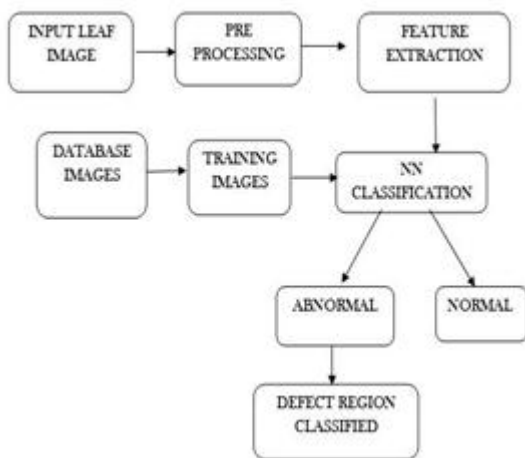 INPUT LEAF
IMAGE
PRE
PROCESSING
FEATURE
EXTRACTION
DATABASE
IMAGES
TRAINING
IMAGES
NN
CLASSIFICATION
ABNORMAL
NORMAL
DEFECT REGION
CLASSIFIED